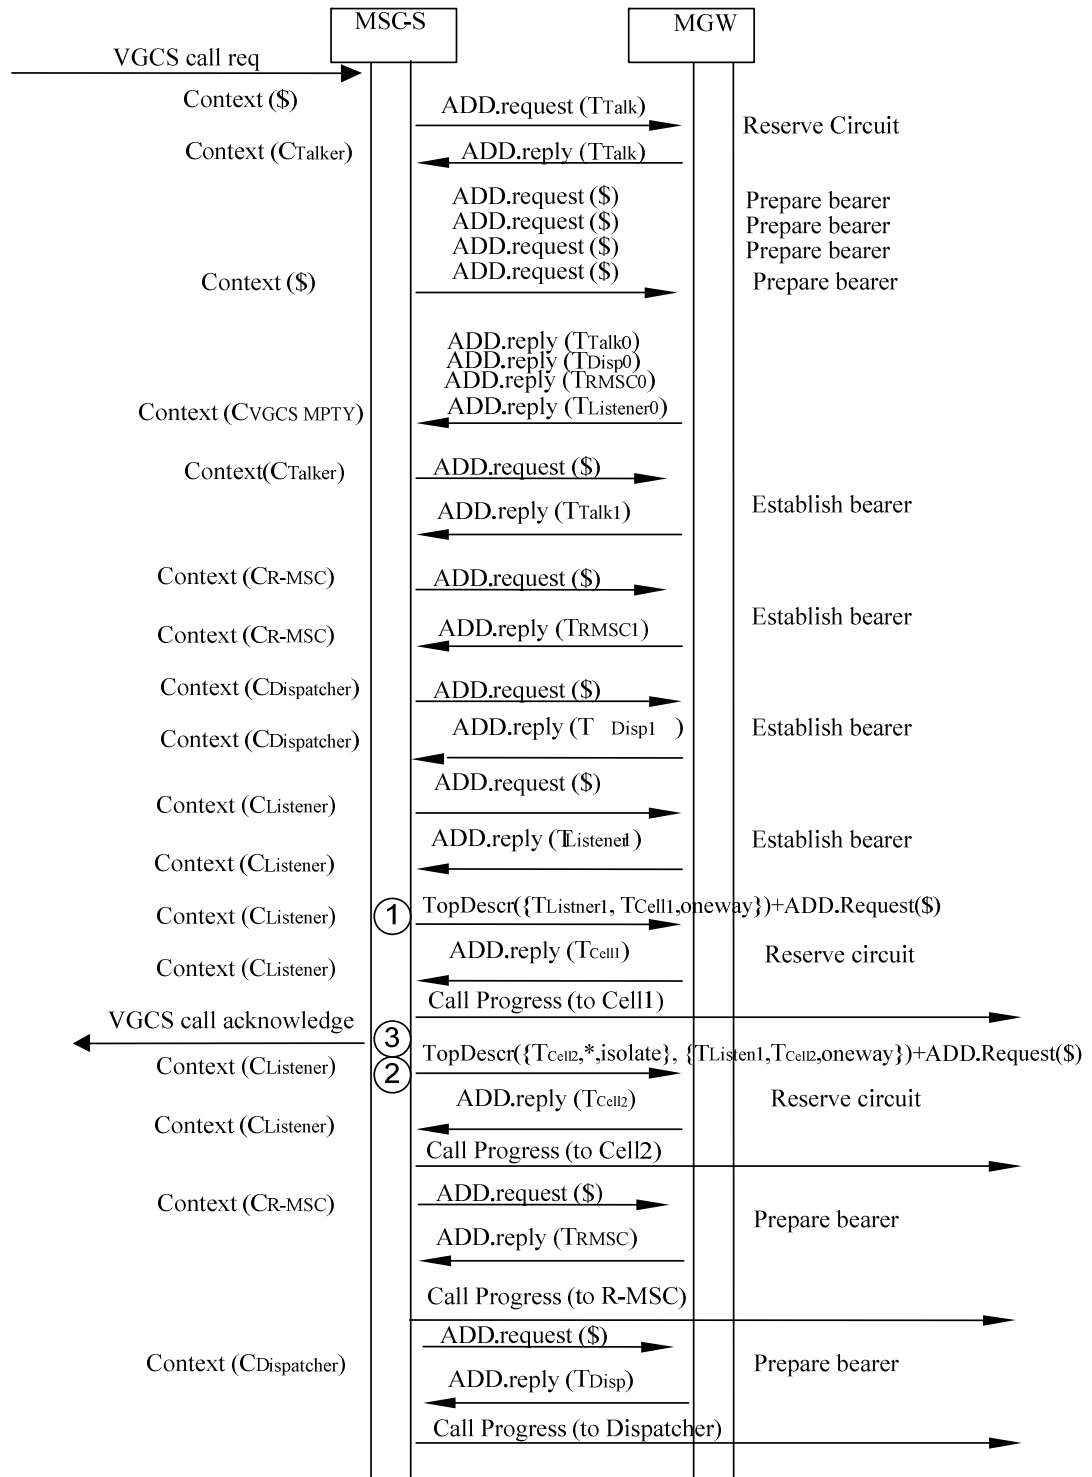 MSC-S
MGW
VGCS call req
Context ($)
ADD.request (TTalk)
Reserve Circuit
Context (CTalker)
ADD.reply (TTalk)
ADD.request ($)
Prepare bearer
ADD.request ($)
Prepare bearer
ADD.request ($)
Prepare bearer
Context ($)
ADD.request ($)
Prepare bearer
ADD.reply (TTalk0)
ADD.reply (TDisp0)
ADD.reply (TRMSC0)
Context (CVGCS MPTY)
ADD.reply (TListener0)
Context(CTalker)
ADD.request ($)
ADD.reply (TTalk1)
Establish bearer
Context (CR-MSC)
ADD.request ($)
Establish bearer
Context (CR-MSC)
ADD.reply (TRMSC1)
Context (CDispatcher)
ADD.request ($)
Context (CDispatcher)
ADD.reply (T Disp1 )
Establish bearer
ADD.request ($)
Context (CListener)
ADD.reply (TListener1)
Establish bearer
Context (CListener)
Context (CListener)
1
TopDescr({TListner1, TCell1,oneway})+ADD.Request($)
Context (CListener)
ADD.reply (TCell1)
Reserve circuit
Call Progress (to Cell1)
VGCS call acknowledge
3
TopDescr({TCell2,*,isolate}, {TListen1,TCell2,oneway})+ADD.Request($)
Context (CListener)
2
ADD.reply (TCell2)
Reserve circuit
Context (CListener)
Call Progress (to Cell2)
Context (CR-MSC)
ADD.request ($)
Prepare bearer
ADD.reply (TRMSC)
Call Progress (to R-MSC)
ADD.request ($)
Context (CDispatcher)
Prepare bearer
ADD.reply (TDisp)
Call Progress (to Dispatcher)